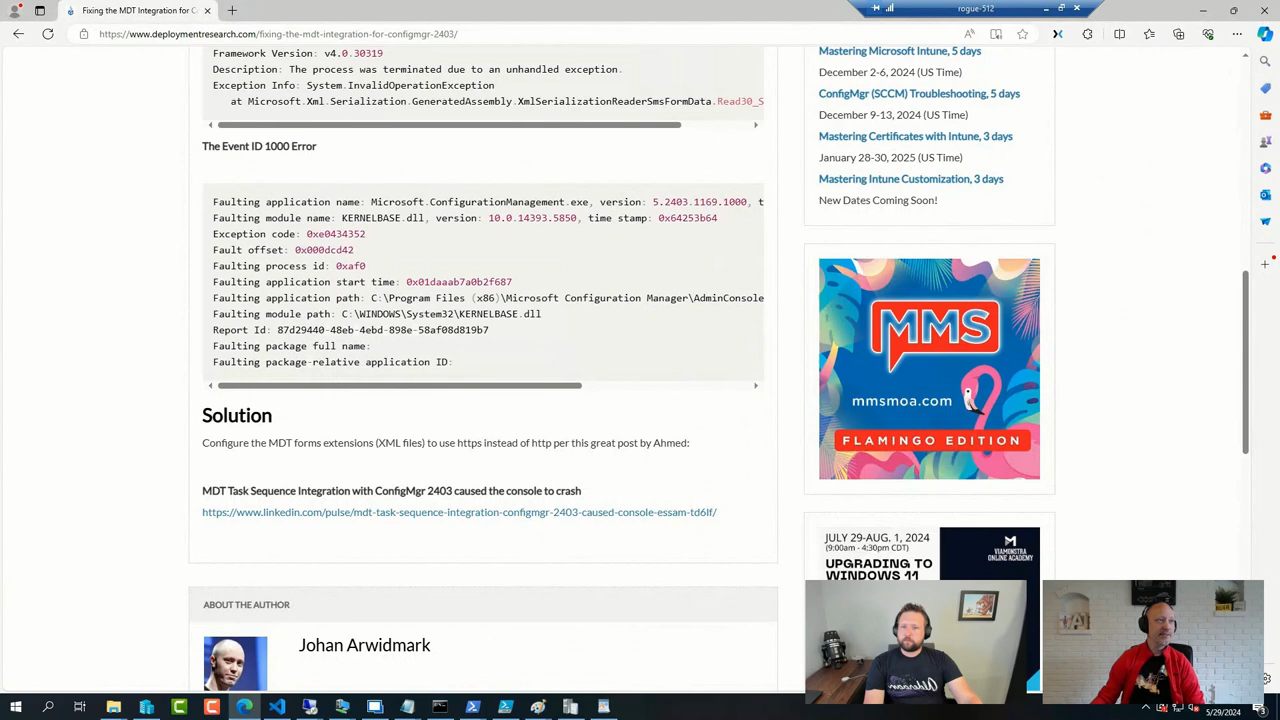 Fixing the MDT Integration for C
rogue-512
https://www.deploymentresearch.com/fixing-the-mdt-integration-for-configmgr-2403/
Framework Version: v4.0.30319
Description: The process was terminated due to an unhandled exception.
Exception Info: System.InvalidOperationException
at Microsoft.Xml.Serialization.GeneratedAssembly.XmlSerializationReaderSmsFormData.Read30_S
The Event ID 1000 Error
Faulting application name: Microsoft.ConfigurationManagement.exe, version: 5.2403.1169.1000, t
Faulting module name: KERNELBASE.dll, version: 10.0.14393.5850, time stamp: 0x64253b64
Exception code: 0xe0434352
Fault offset: 0x000dcd42
Faulting process id: 0xaf0
Faulting application start time: 0x01daaab7a0b2f687
Faulting application path: C:\Program Files (x86)\Microsoft Configuration Manager\AdminConsole
Faulting module path: C:\WINDOWS\System32\KERNELBASE.dll
Report Id: 87d29440-48eb-4ebd-898e-58af08d819b7
Faulting package full name:
Faulting package-relative application ID:
Solution
Configure the MDT forms extensions (XML files) to use https instead of http per this great post by Ahmed:
MDT Task Sequence Integration with ConfigMgr 2403 caused the console to crash
https://www.linkedin.com/pulse/mdt-task-sequence-integration-configmgr-2403-caused-console-essam-td6lf/
ABOUT THE AUTHOR
Johan Arwidmark
Mastering Microsoft Intune, 5 days
December 2-6, 2024 (US Time)
ConfigMgr (SCCM) Troubleshooting, 5 days
December 9-13, 2024 (US Time)
Mastering Certificates with Intune, 3 days
January 28-30, 2025 (US Time)
Mastering Intune Customization, 3 days
New Dates Coming Soon!
MMS
mmsmoa.com
FLAMINGO EDITION
JULY 29-AUG. 1, 2024
(9:00am - 4:30pm CDT)
UPGRADING TO
WINDOWS 11
VIAMONSTRA
ONLINE ACADEMY
5/29/2024